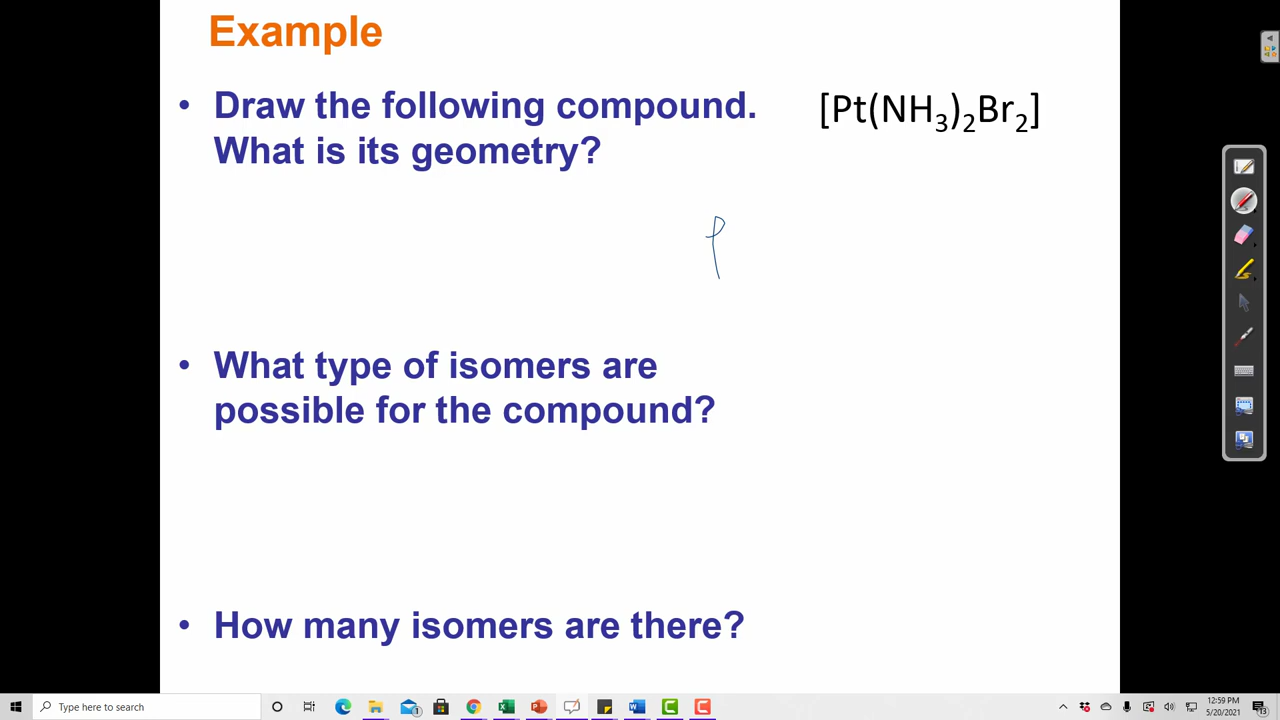 Example
• Draw the following compound. [Pt(NH₃)₂Br₂]
What is its geometry?
P
• What type of isomers are
possible for the compound?
• How many isomers are there?
Type here to search
12:59 PM
5/20/2021